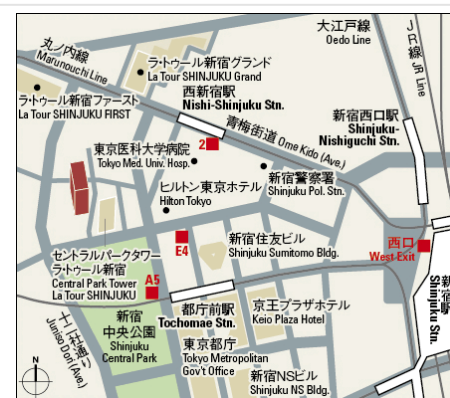 大江戸線
Oedo Line
JR線 JR Line
丸ノ内線
Marunouchi Line
ラ・トゥール新宿グランド
La Tour SHINJUKU Grand
西新宿駅
Nishi-Shinjuku Stn.
ラ・トゥール新宿ファースト
La Tour SHINJUKU FIRST
青梅街道 Ome Kido (Ave.)
新宿西口駅
Shinjuku-
Nishiguchi Stn.
2
東京医科大学病院
Tokyo Med. Univ. Hosp.
新宿警察署
Shinjuku Pol. Stn.
ヒルトン東京ホテル
Hilton Tokyo
E4
新宿住友ビル
Shinjuku Sumitomo Bldg.
西口
West Exit
セントラルパークタワー
ラ・トゥール新宿
Central Park Tower
La Tour SHINJUKU
A5
新宿駅
Shinjuku Stn.
都庁前駅
Tochomae Stn.
京王プラザホテル
Keio Plaza Hotel
十二社通り
Juniso Dori (Ave.)
新宿
中央公園
Shinjuku
Central Park
東京都庁
Tokyo Metropolitan
Gov't Office
新宿NSビル
Shinjuku NS Bldg.
N